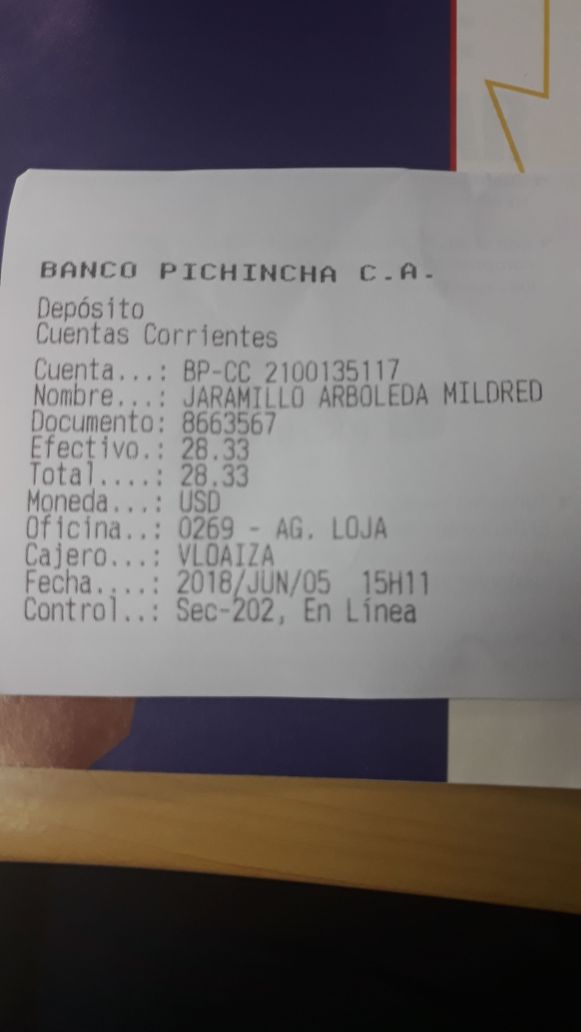 BANCO PICHINCHA C.A.
Depósito
Cuentas Corrientes
Cuenta...: BP-CC 2100135117
Nombre...: JARAMILLO ARBOLEDA MILDRED
Documento: 8663567
Efectivo.: 28.33
Total....: 28.33
Moneda...: USD
Oficina..: 0269 - AG. LOJA
Cajero...: VLOAIZA
Fecha....: 2018/JUN/05 15H11
Control..: Sec-202, En Línea